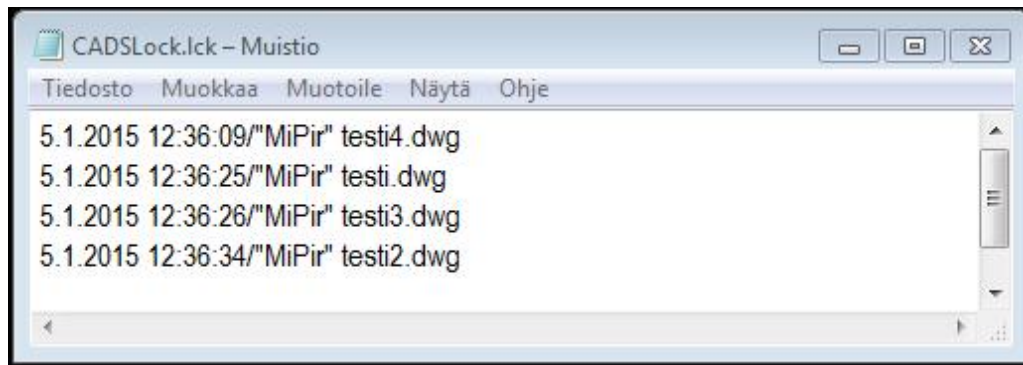 CADSLock.lck – Muistio
Tiedosto Muokkaa Muotoile Näytä Ohje
5.1.2015 12:36:09/"MiPir" testi4.dwg
5.1.2015 12:36:25/"MiPir" testi.dwg
5.1.2015 12:36:26/"MiPir" testi3.dwg
5.1.2015 12:36:34/"MiPir" testi2.dwg